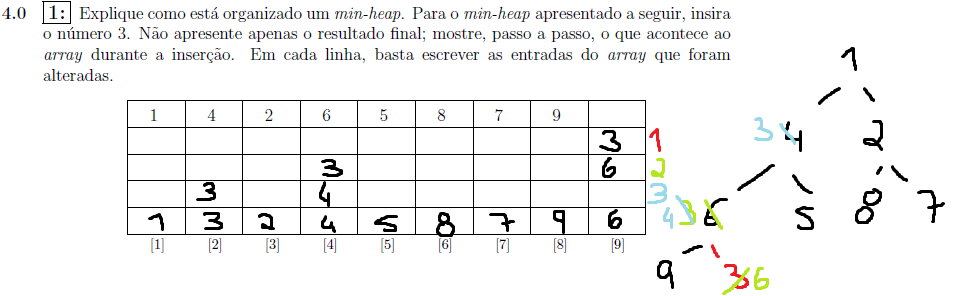 4.0 1: Explique como está organizado um min-heap. Para o min-heap apresentado a seguir, insira
o número 3. Não apresente apenas o resultado final; mostre, passo a passo, o que acontece ao
array durante a inserção. Em cada linha, basta escrever as entradas do array que foram
alteradas.
1 4 2 6 5 8 7 9
3 1
3 6 2
3 4 3
1 3 2 4 5 8 7 9 6
[1] [2] [3] [4] [5] [6] [7] [8] [9]
1
3 4 2
4 3 6 5 8 7
9 3 6